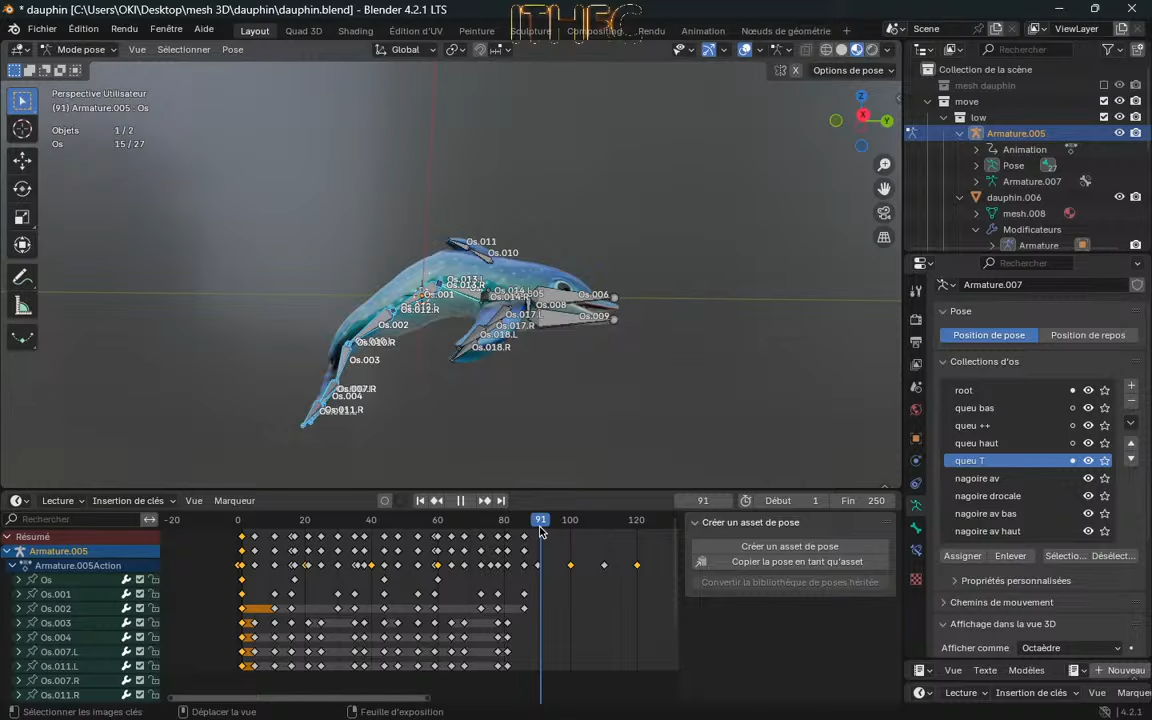 * dauphin [C:\Users\OKI\Desktop\mesh 3D\dauphin\dauphin.blend] - Blender 4.2.1 LTS
Fichier Édition Rendu Fenêtre Aide Layout Quad 3D Shading Édition d'UV Peinture Sculpture Compositing Rendu Animation Nœuds de géométrie Scene ViewLayer
Mode pose Vue Sélectionner Pose Global Rechercher
X Options de pose
Perspective Utilisateur
(91) Armature.005 : Os
Objets 1 / 2
Os 15 / 27
Z
X
Y
Os.011
Os.010
Os.013.R
Os.001
Os.012.R
Os.002
Os.003
Os.004
Os.006
Os.008
Os.009
Os.017.L
Os.017.R
Os.018.L
Os.018.R
Os.007.R
Os.011.R
Os.014.R
Collection de la scène
mesh dauphin
move
low
Armature.005
Animation
Pose 27
Armature.007
dauphin.006
mesh.008
Modificateurs
Armature
Rechercher
Armature.007
Pose
Position de pose Position de repos
Collections d'os
root
queu bas
queu ++
queu haut
queu T
nagoire av
nagoire drocale
nagoire av bas
nagoire av haut
Assigner Enlever Sélectio... Désélect...
Propriétés personnalisées
Chemins de mouvement
Affichage dans la vue 3D
Afficher comme Octaèdre
Vue Texte Modèles Nouveau
Lecture Insertion de clés Vue Marqueur
Lecture Insertion de clés Vue Marqueur 91 Début 1 Fin 250
Rechercher -20 0 20 40 60 80 91 100 120
Résumé
Armature.005
Armature.005Action
Os
Os.001
Os.002
Os.003
Os.004
Os.007.L
Os.011.L
Os.007.R
Os.011.R
Créer un asset de pose
Créer un asset de pose
Copier la pose en tant qu'asset
Convertir la bibliothèque de poses héritée
Sélectionner les images clés Déplacer la vue Feuille d'exposition 4.2.1